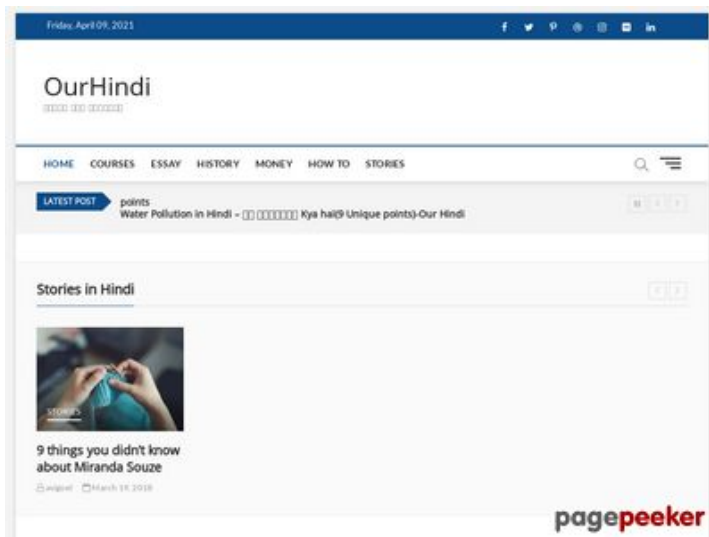 Friday, April 09, 2021
OurHindi
HOME COURSES ESSAY HISTORY MONEY HOW TO STORIES
LATEST POST
points
Water Pollution in Hindi – Kya hai(9 Unique points)-Our Hindi
Stories in Hindi
STORIES
9 things you didn't know
about Miranda Souze
March 19, 2018
pagepeeker